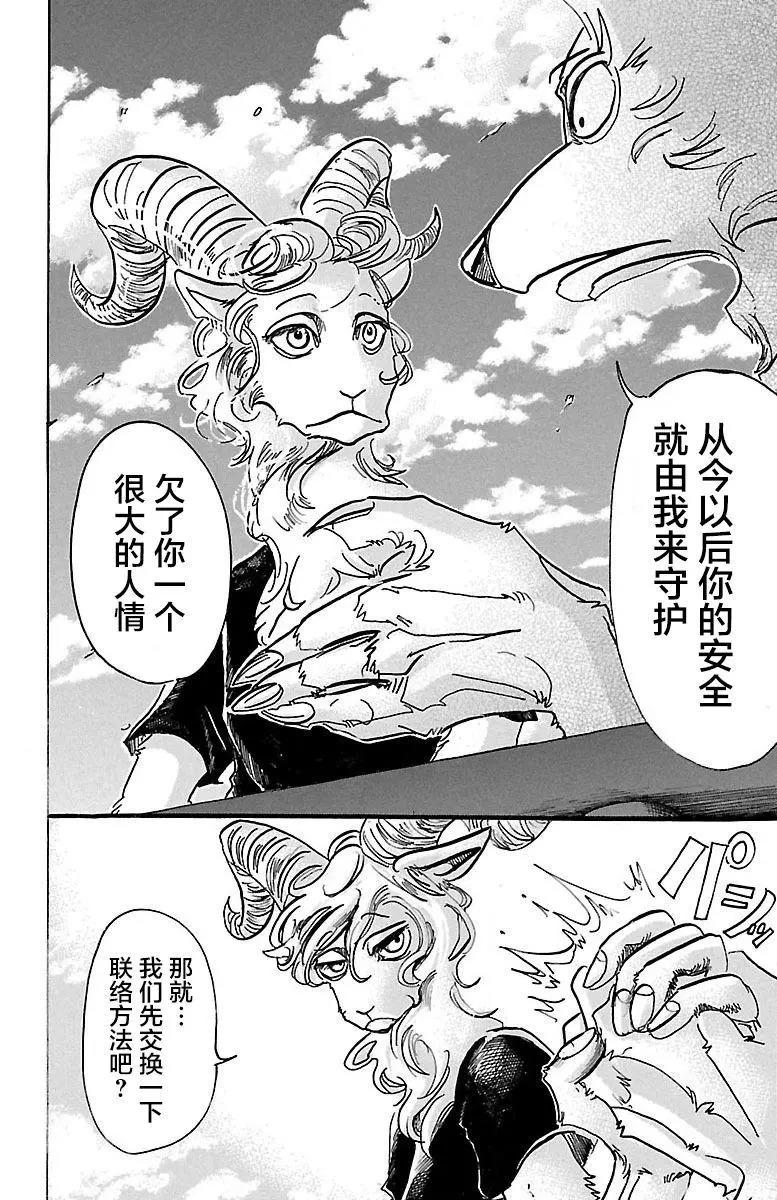 从今以后你的安全
就由我来守护
欠了你一个
很大的人情
パシッ
那就…
我们先交换一下
联络方法吧？